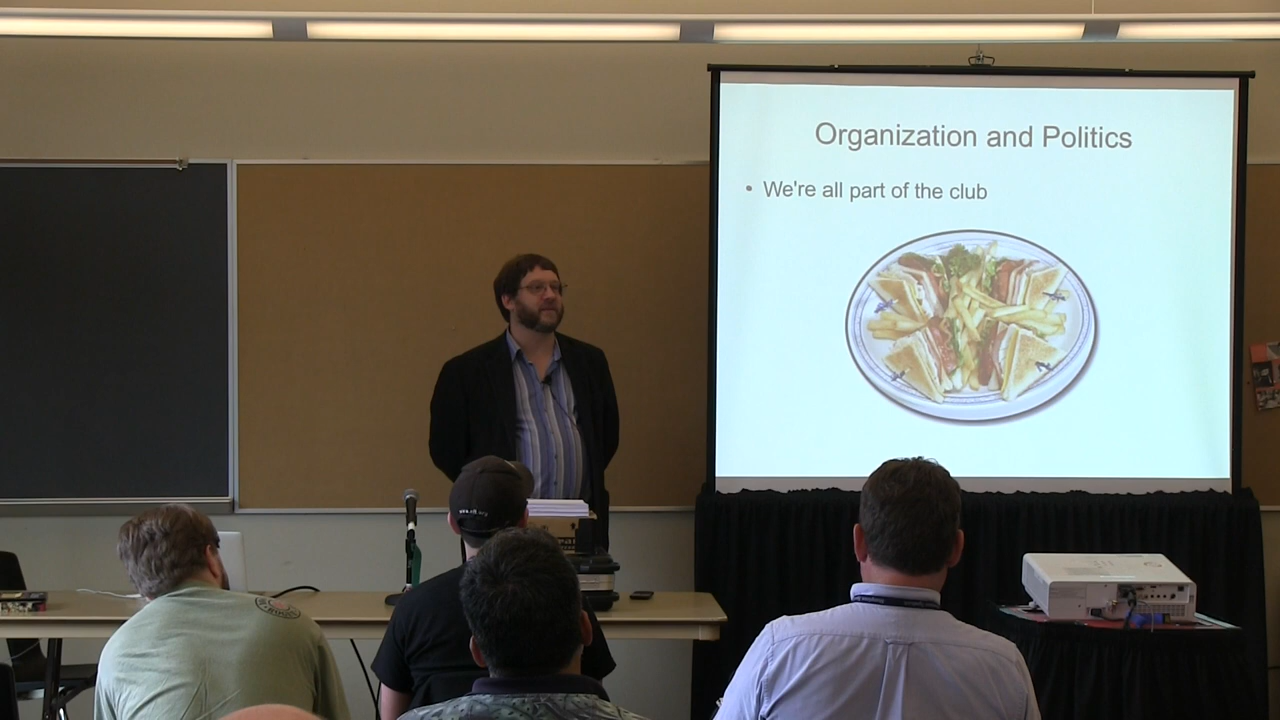 Organization and Politics
• We're all part of the club